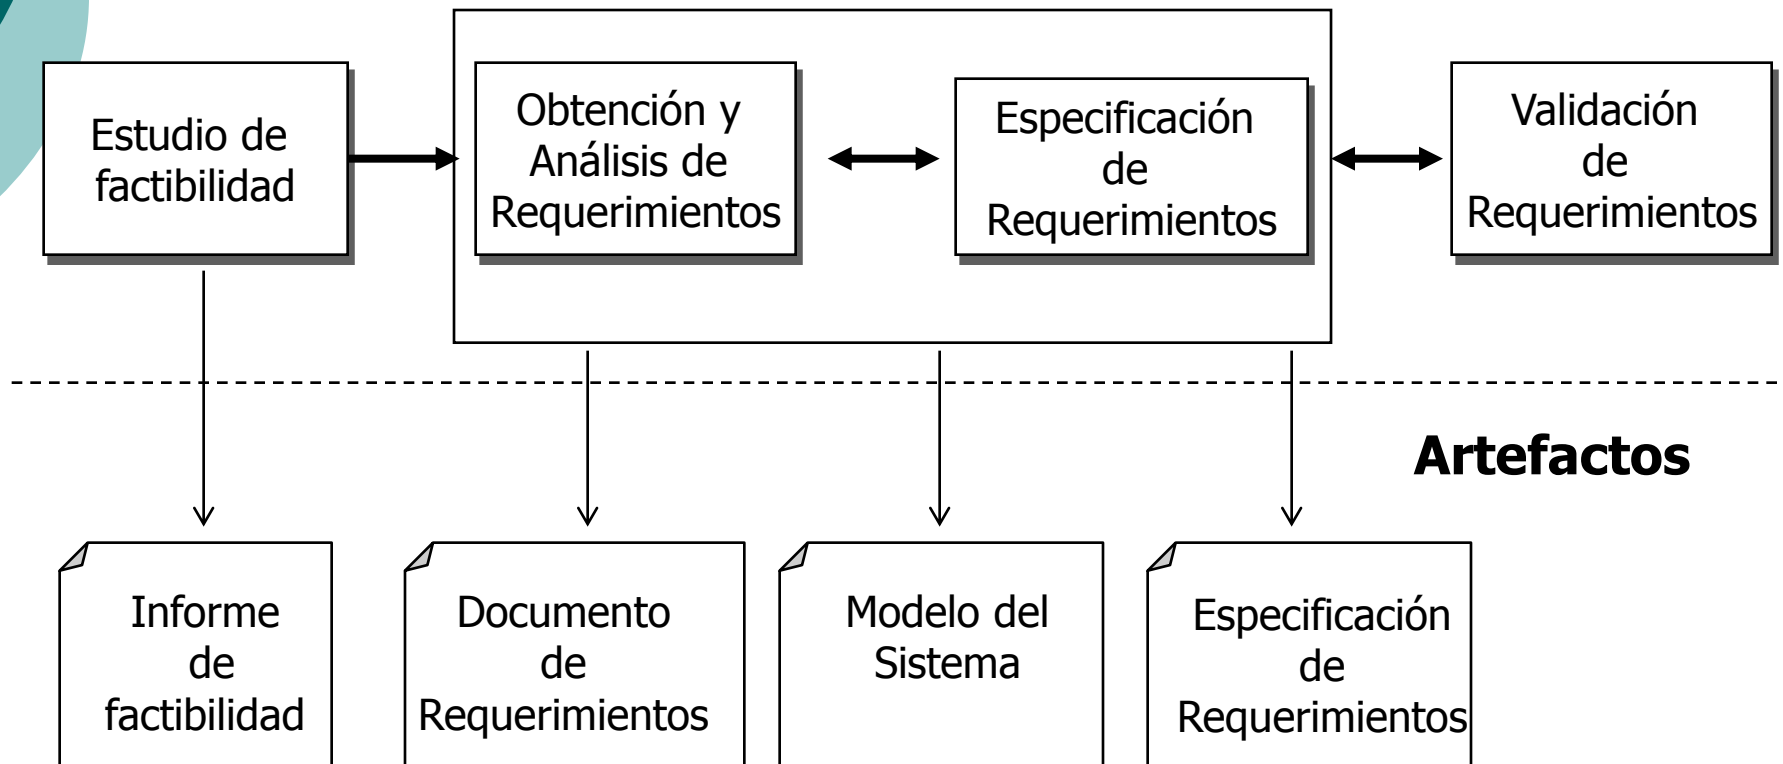 Estudio de
factibilidad
Obtención y
Análisis de
Requerimientos
Especificación
de
Requerimientos
Validación
de
Requerimientos
Artefactos
Informe
de
factibilidad
Documento
de
Requerimientos
Modelo del
Sistema
Especificación
de
Requerimientos